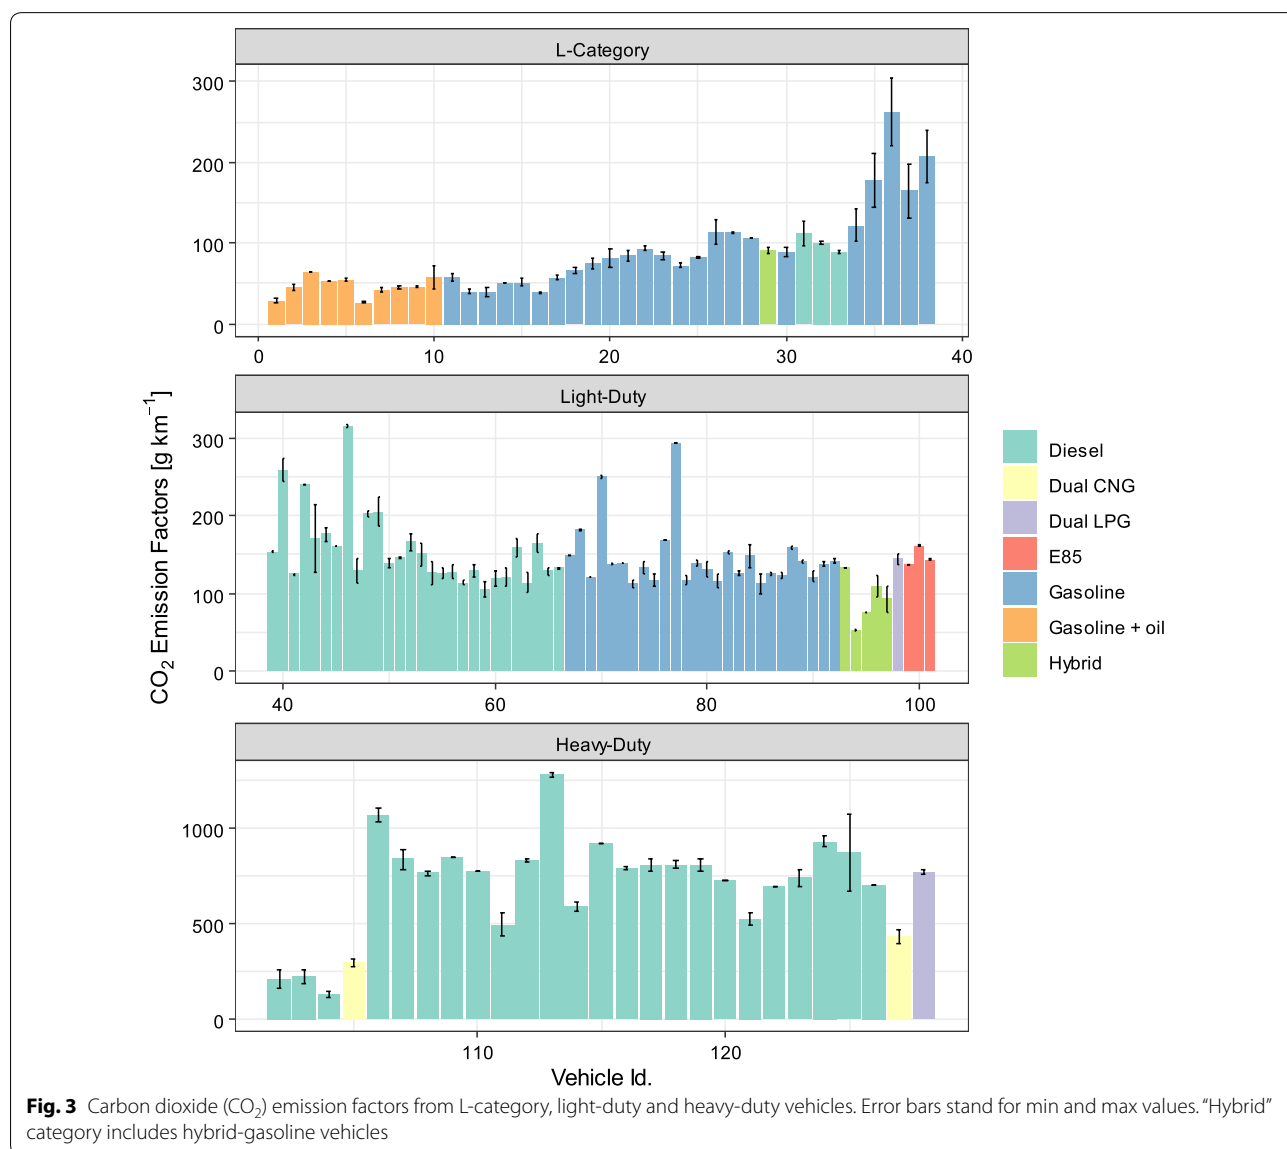 L-Category
300
200
100
0
0 10 20 30 40
Light-Duty
300
200
100
0
40 60 80 100
Heavy-Duty
1000
500
0
110 120
Vehicle Id.
CO₂ Emission Factors [g km⁻¹]
Diesel
Dual CNG
Dual LPG
E85
Gasoline
Gasoline + oil
Hybrid
Fig. 3 Carbon dioxide (CO₂) emission factors from L-category, light-duty and heavy-duty vehicles. Error bars stand for min and max values. “Hybrid”
category includes hybrid-gasoline vehicles